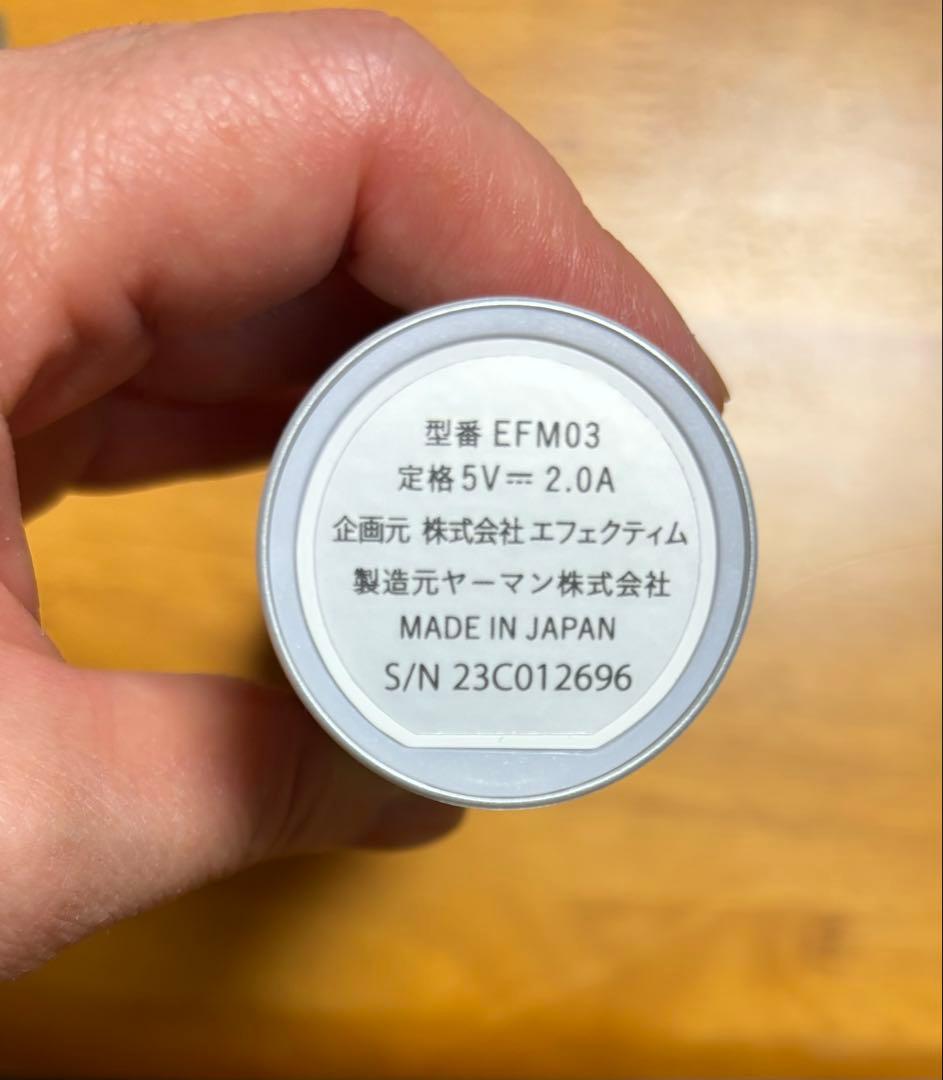 型番 EFM03
定格 5V⎓ 2.0A
企画元 株式会社エフェクティム
製造元ヤーマン株式会社
MADE IN JAPAN
S/N 23C012696